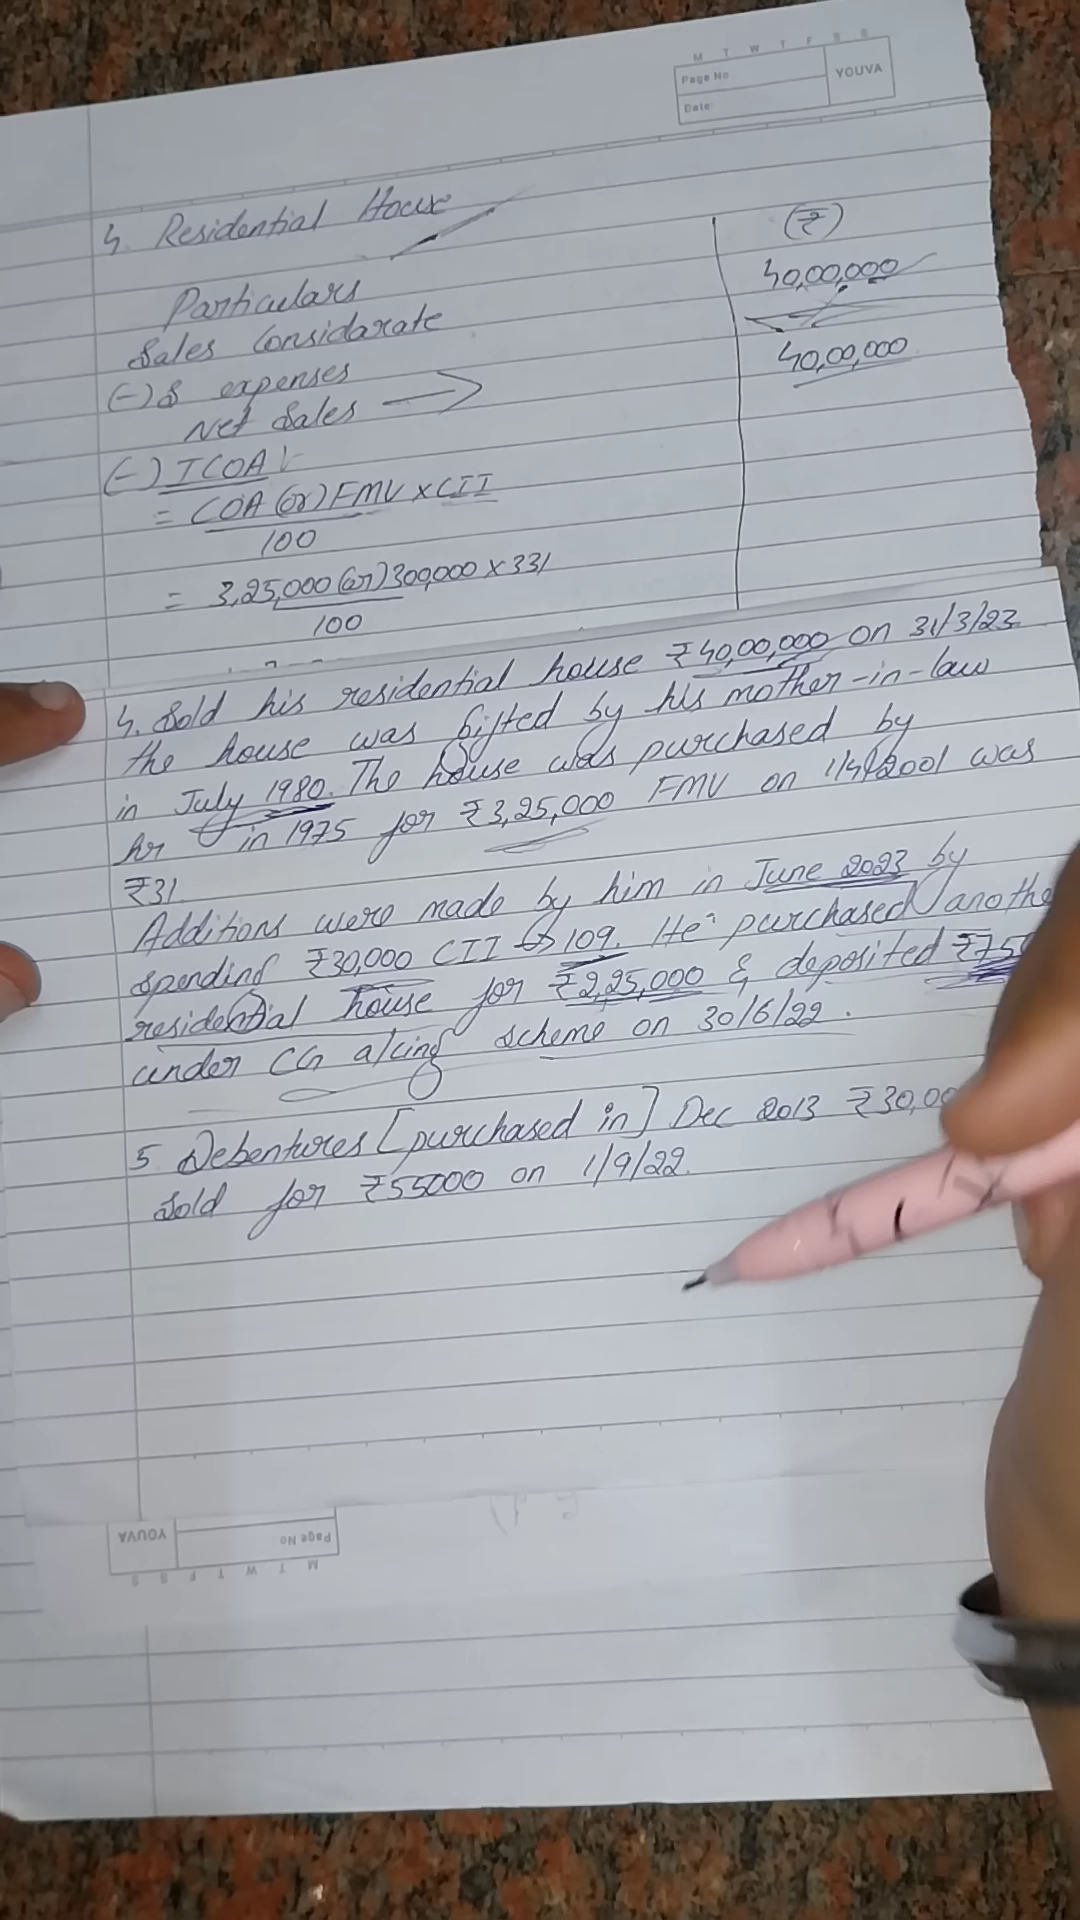 M T W T F S S
Page No.
YOUVA
Date:
4. Residential House
(₹)
Particulars
Sales Considarate 40,00,000
(-) S expenses
Net Sales → 40,00,000
(-) ICOA
= COA (or) FMV × CII
100
= 3,25,000 (or) 300,000 × 331
100
4. Sold his residential house ₹40,00,000 on 31/3/23
the house was gifted by his mother-in-law
in July 1980. The house was purchased by
hr in 1975 for ₹3,25,000 FMV on 1/4/2001 was
₹31
Additions were made by him in June 2023 by
spending ₹30,000 CII 109. He purchased anothe
residential house for ₹2,25,000 & deposited ₹75
under CG a/cing scheme on 30/6/22.
5 Debentures [purchased in] Dec 2013 ₹30,00
Sold for ₹55000 on 1/9/22.
YOUVA
Page No
M T W T F S S